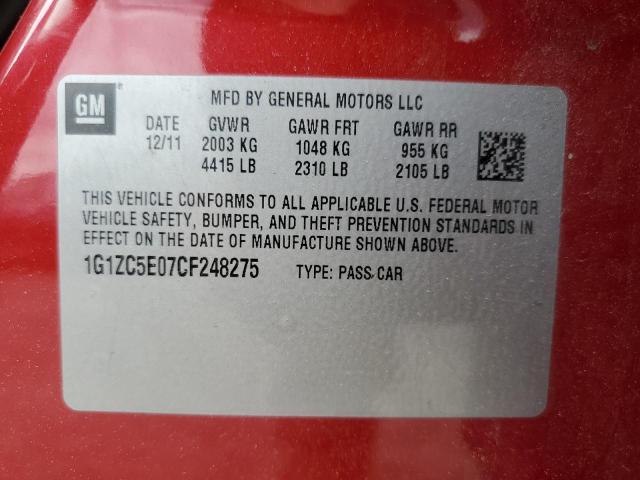 GM
MFD BY GENERAL MOTORS LLC
DATE GVWR GAWR FRT GAWR RR
12/11 2003 KG 1048 KG 955 KG
4415 LB 2310 LB 2105 LB
THIS VEHICLE CONFORMS TO ALL APPLICABLE U.S. FEDERAL MOTOR
VEHICLE SAFETY, BUMPER, AND THEFT PREVENTION STANDARDS IN
EFFECT ON THE DATE OF MANUFACTURE SHOWN ABOVE.
1G1ZC5E07CF248275 TYPE: PASS CAR